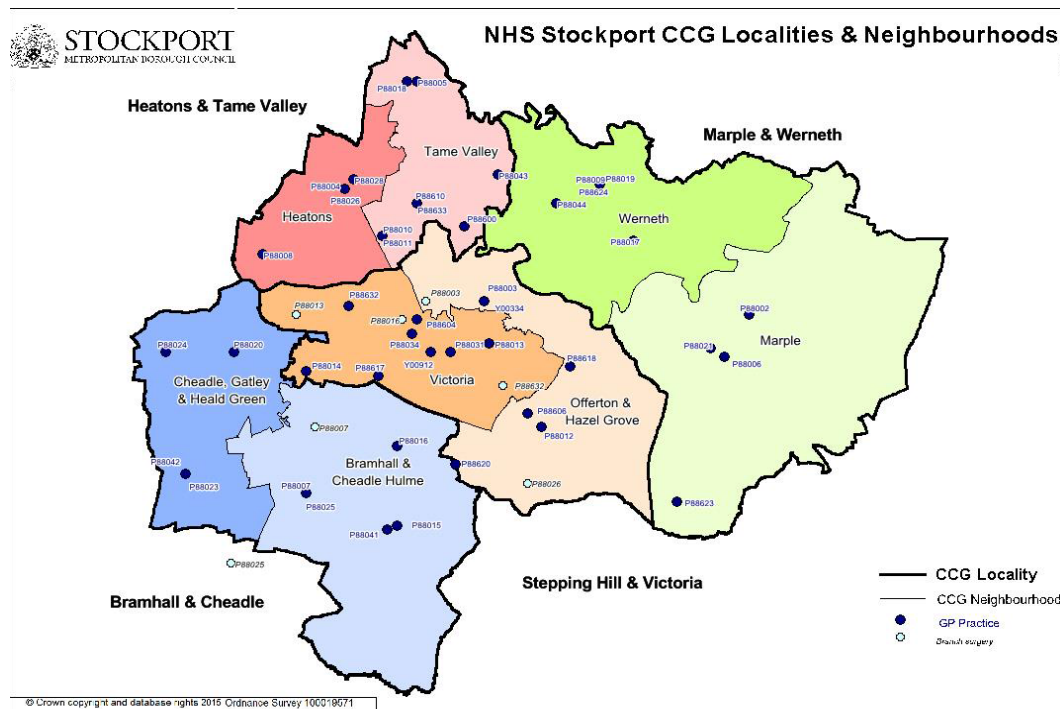 STOCKPORT
METROPOLITAN BOROUGH COUNCIL
NHS Stockport CCG Localities & Neighbourhoods
Heatons & Tame Valley
Marple & Werneth
P88018
P88005
Tame Valley
P88043
P88028
P88004
P88026
Heatons
P88610
P88633
P88600
P88010
P88011
P88008
P88009
P88019
P88624
P88044
Werneth
P88017
P88003
P88003
Y00334
P88632
P88013
P88016
P88604
P88034
P88031
P88013
Y00912
Victoria
P88617
P88014
P88632
P88618
P88002
P88021
Marple
P88006
P88024
P88020
Cheadle, Gatley
& Heald Green
Offerton &
Hazel Grove
P88606
P88012
P88007
P88016
Bramhall &
Cheadle Hulme
P88620
P88042
P88023
P88026
P88007
P88025
P88623
P88041
P88015
P88025
Bramhall & Cheadle
Stepping Hill & Victoria
CCG Locality
CCG Neighbourhood
GP Practice
Branch surgery
© Crown copyright and database rights 2015 Ordnance Survey 100019571